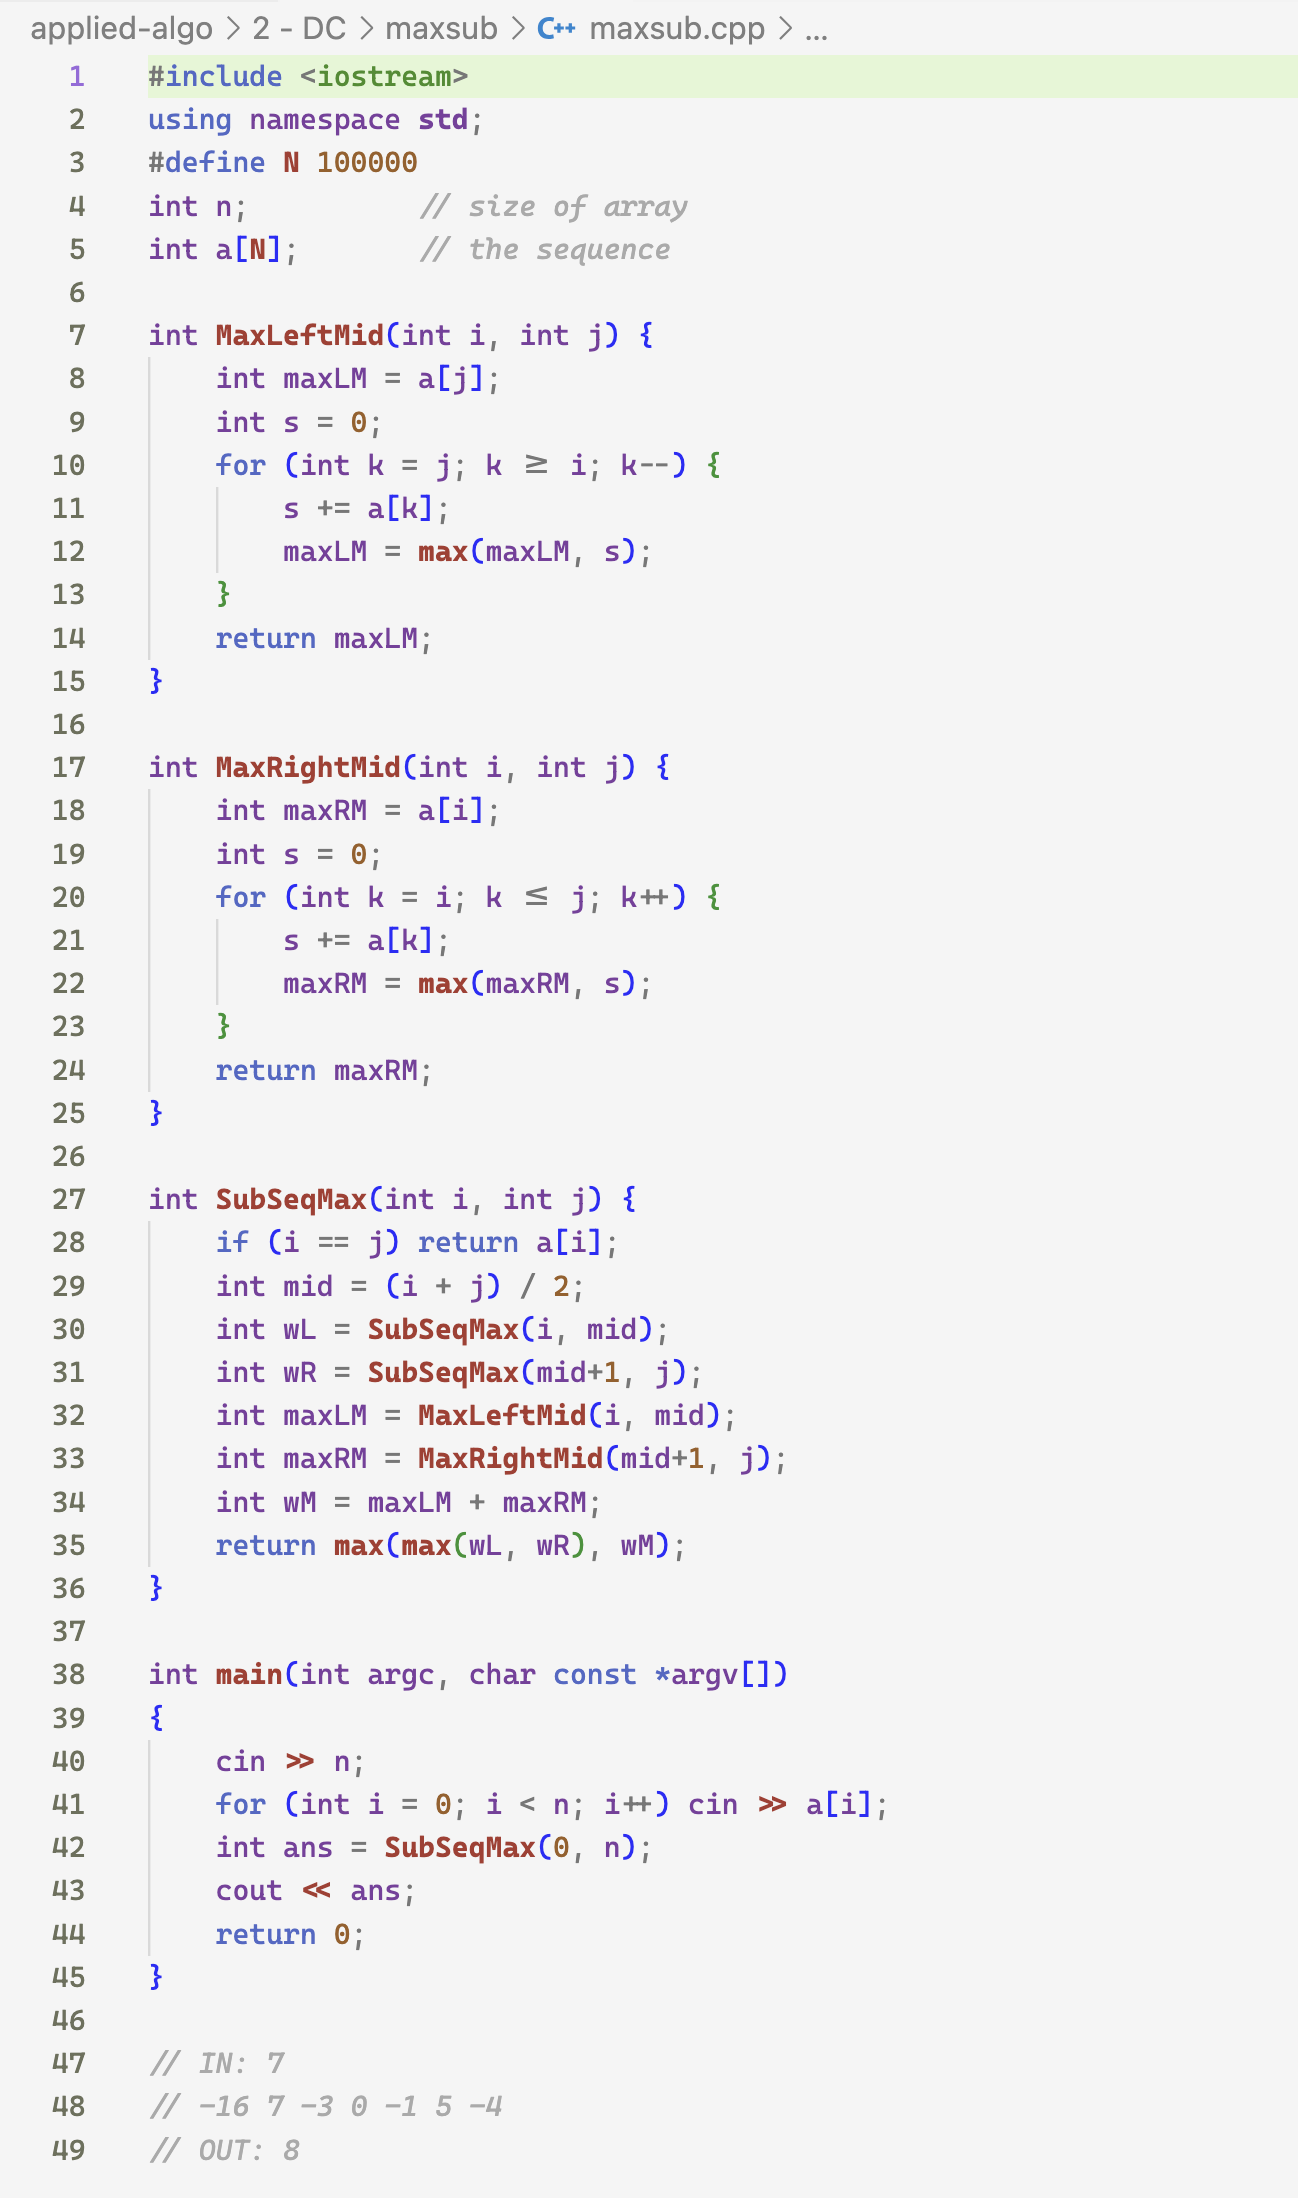 applied-algo > 2 - DC > maxsub > C++ maxsub.cpp > ...
1 #include <iostream>
2 using namespace std;
3 #define N 100000
4 int n;          // size of array
5 int a[N];       // the sequence
6
7 int MaxLeftMid(int i, int j) {
8     int maxLM = a[j];
9     int s = 0;
10     for (int k = j; k ≥ i; k--) {
11         s += a[k];
12         maxLM = max(maxLM, s);
13     }
14     return maxLM;
15 }
16
17 int MaxRightMid(int i, int j) {
18     int maxRM = a[i];
19     int s = 0;
20     for (int k = i; k ≤ j; k++) {
21         s += a[k];
22         maxRM = max(maxRM, s);
23     }
24     return maxRM;
25 }
26
27 int SubSeqMax(int i, int j) {
28     if (i == j) return a[i];
29     int mid = (i + j) / 2;
30     int wL = SubSeqMax(i, mid);
31     int wR = SubSeqMax(mid+1, j);
32     int maxLM = MaxLeftMid(i, mid);
33     int maxRM = MaxRightMid(mid+1, j);
34     int wM = maxLM + maxRM;
35     return max(max(wL, wR), wM);
36 }
37
38 int main(int argc, char const *argv[])
39 {
40     cin >> n;
41     for (int i = 0; i < n; i++) cin >> a[i];
42     int ans = SubSeqMax(0, n);
43     cout << ans;
44     return 0;
45 }
46
47 // IN: 7
48 // -16 7 -3 0 -1 5 -4
49 // OUT: 8